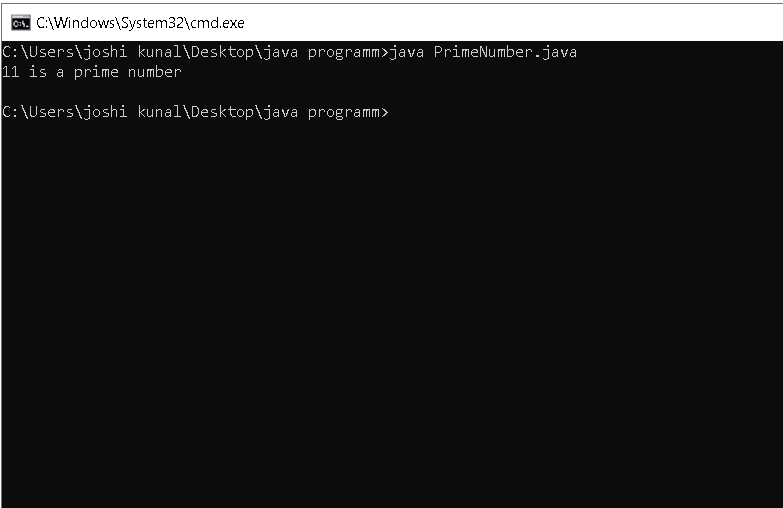 C:\Windows\System32\cmd.exe
C:\Users\joshi kunal\Desktop\java programm>java PrimeNumber.java
11 is a prime number
C:\Users\joshi kunal\Desktop\java programm>